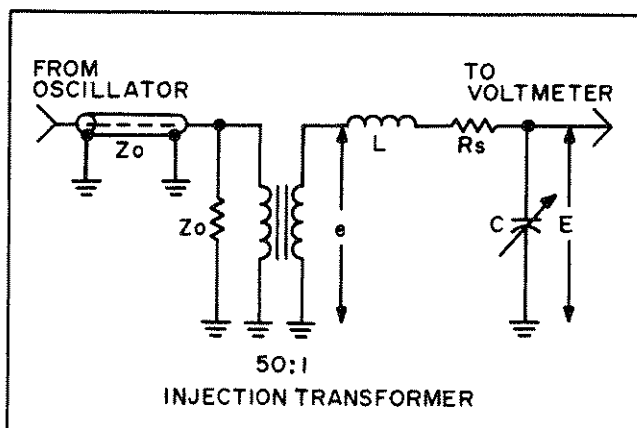 FROM
OSCILLATOR
TO
VOLTMETER
Zo
L
Rs
Zo
e
C
E
50:1
INJECTION TRANSFORMER